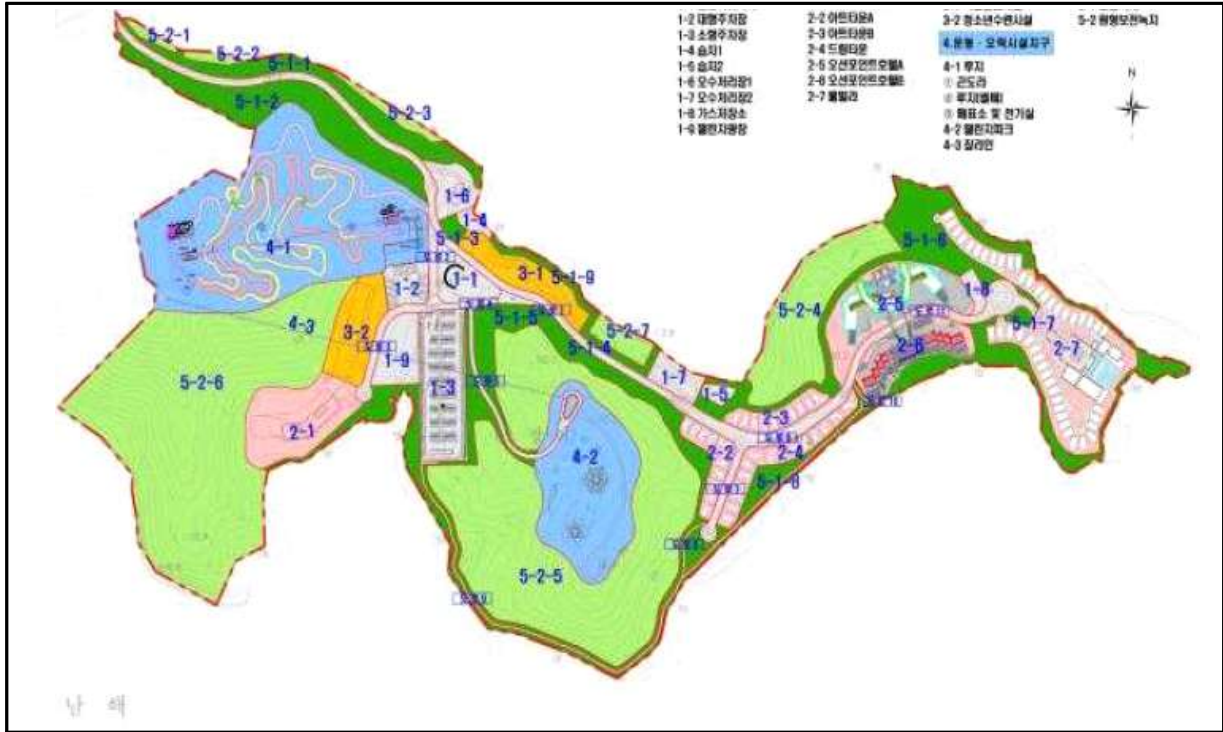 1-2 대형주차장
1-3 소형주차장
1-4 습지1
1-5 습지2
1-6 오수처리장1
1-7 오수처리장2
1-8 가스저장소
1-9 챌린지광장
2-2 아트타운A
2-3 아트타운B
2-4 드림타운
2-5 오션포인트호텔A
2-6 오션포인트호텔B
2-7 풀빌라
3-2 청소년수련시설
4.운동·오락시설지구
4-1 루지
① 곤도라
② 루지(벨페)
③ 매표소 및 전기실
4-2 챌린지파크
4-3 짚라인
5-2 원형보전녹지
N
5-2-1
5-2-2
5-1-1
5-1-2
5-2-3
1-6
1-4
5-1-3
4-1
3-1
5-1-9
1-1
1-2
5-1-5
5-1-4
5-2-7
4-3
3-2
1-9
1-3
5-2-6
2-1
1-7
1-5
5-2-4
5-1-6
2-5
1-8
2-6
5-1-7
2-7
2-3
2-2
2-4
5-1-8
4-2
5-2-5
남 해